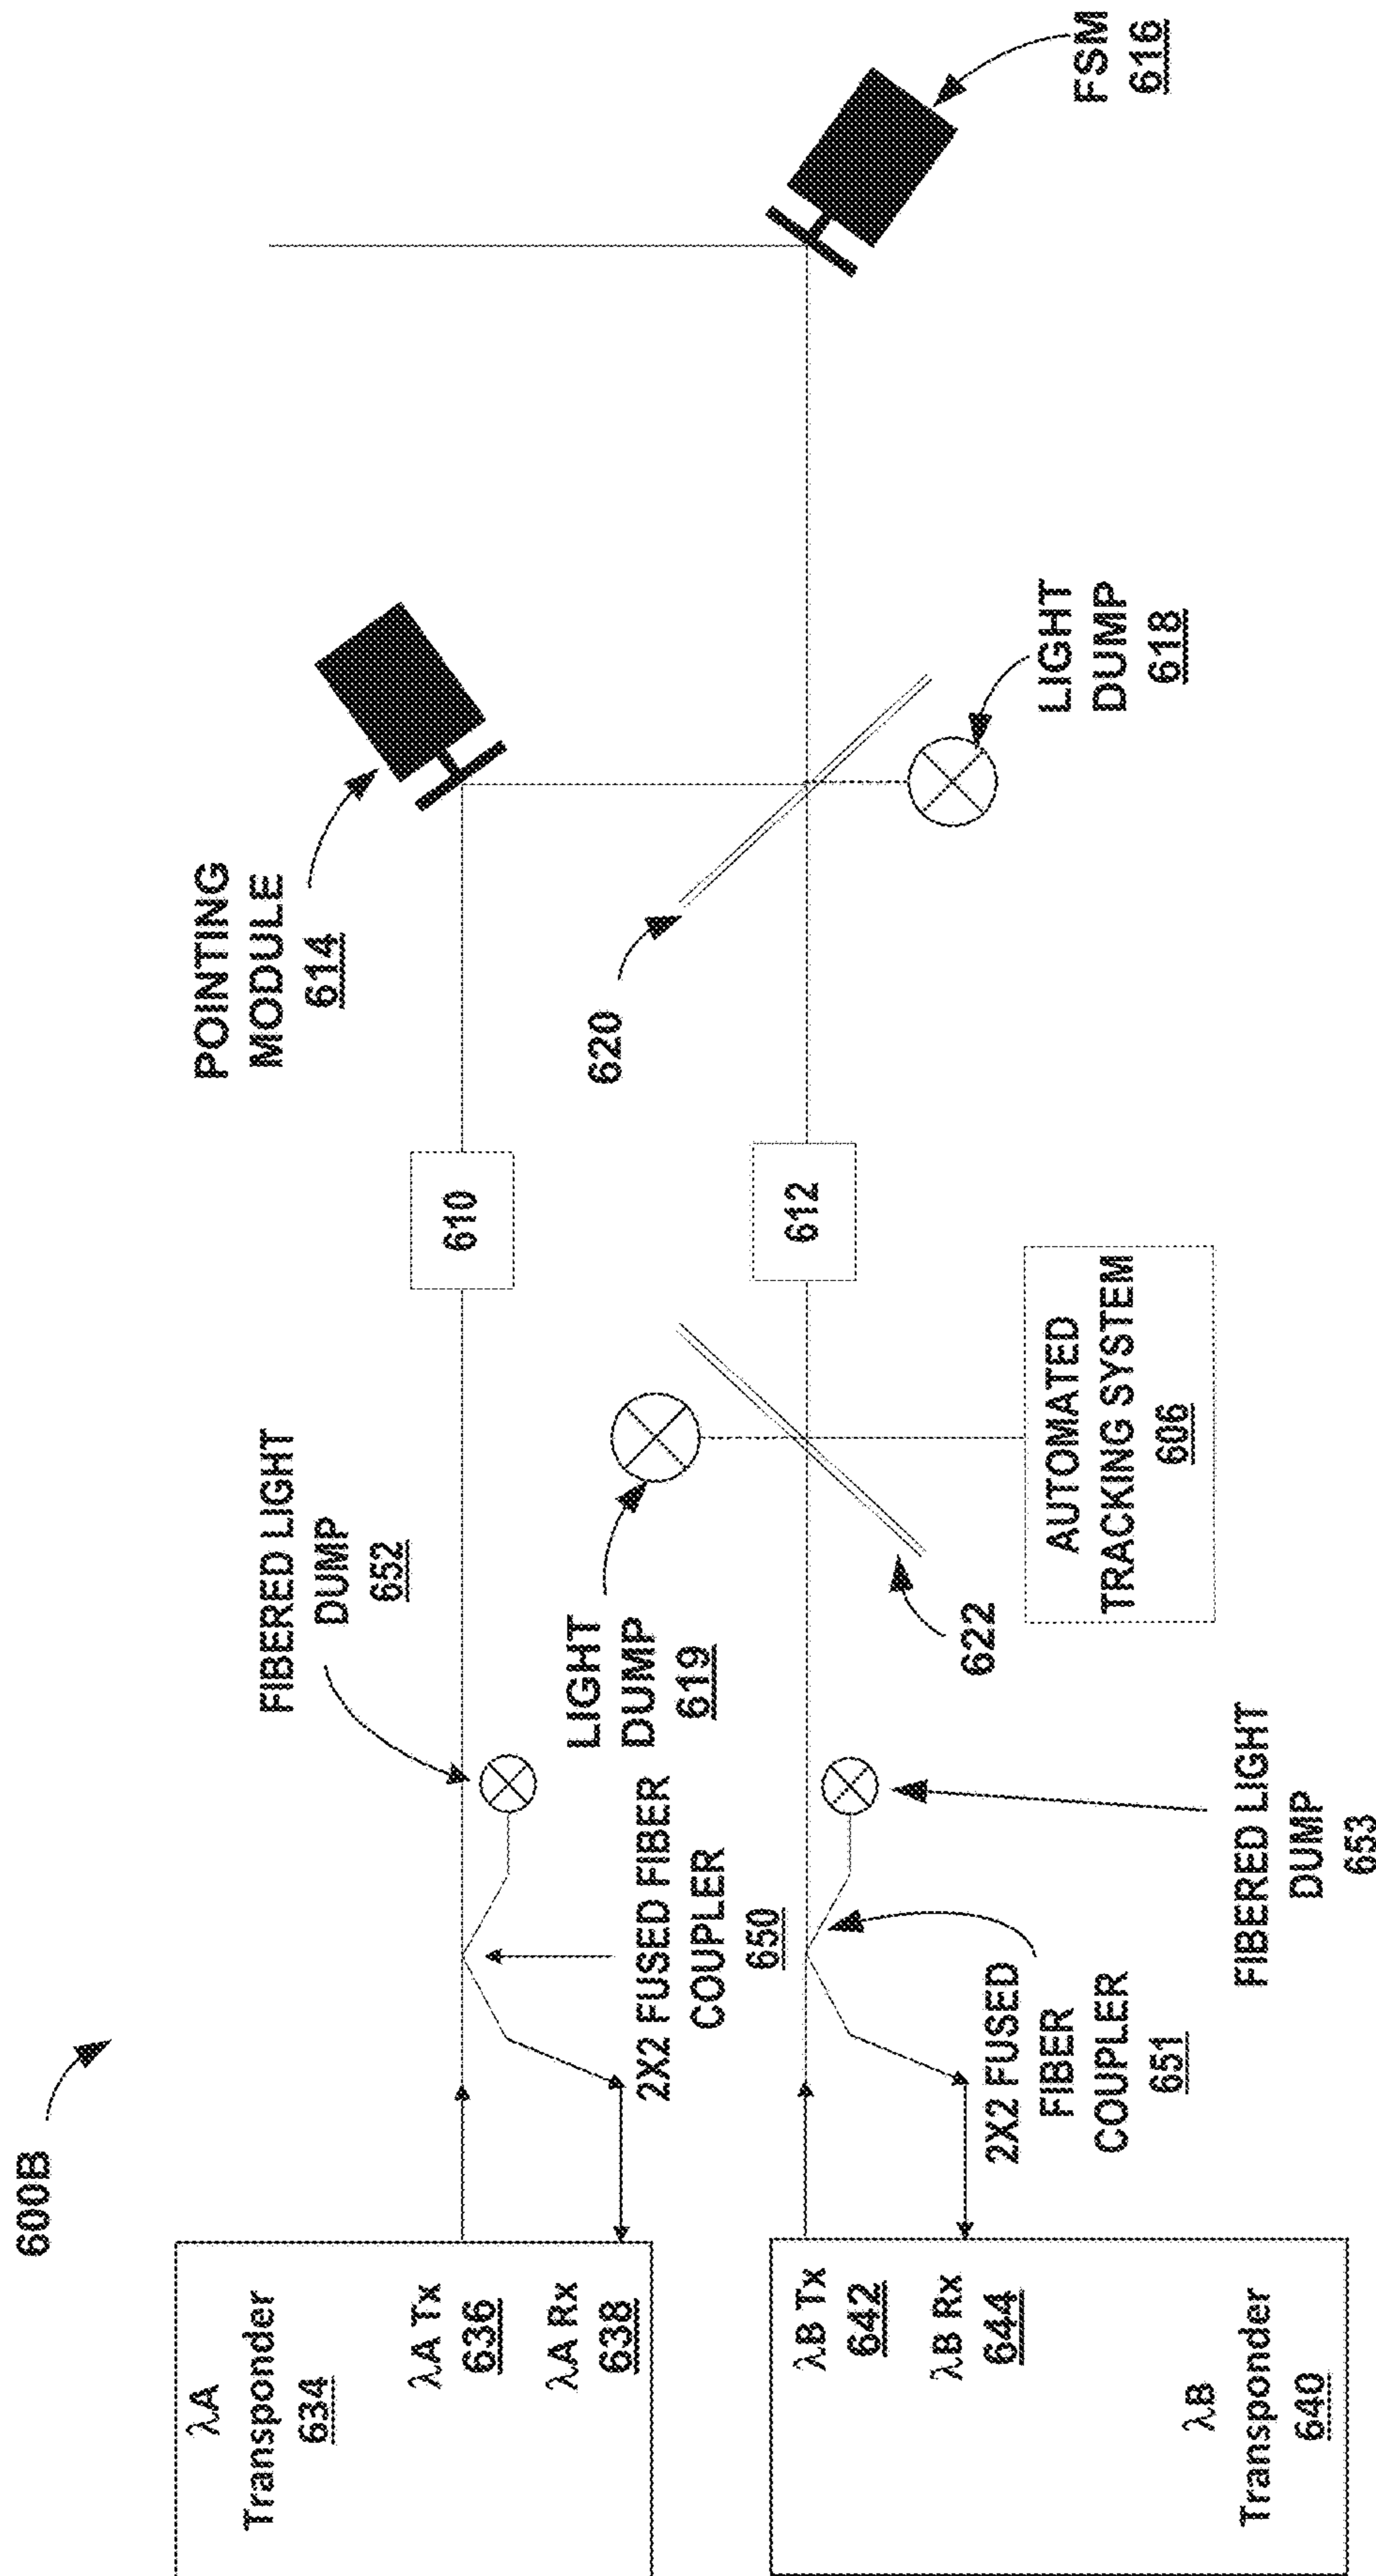 600B
λA
Transponder
634
λA Tx
636
λA Rx
638
λB Tx
642
λB Rx
644
λB
Transponder
640
FIBERED LIGHT
DUMP
652
2X2 FUSED FIBER
COUPLER
650
2X2 FUSED
FIBER
COUPLER
651
FIBERED LIGHT
DUMP
653
LIGHT
DUMP
619
622
AUTOMATED
TRACKING SYSTEM
606
610
612
POINTING
MODULE
614
620
LIGHT
DUMP
618
FSM
616